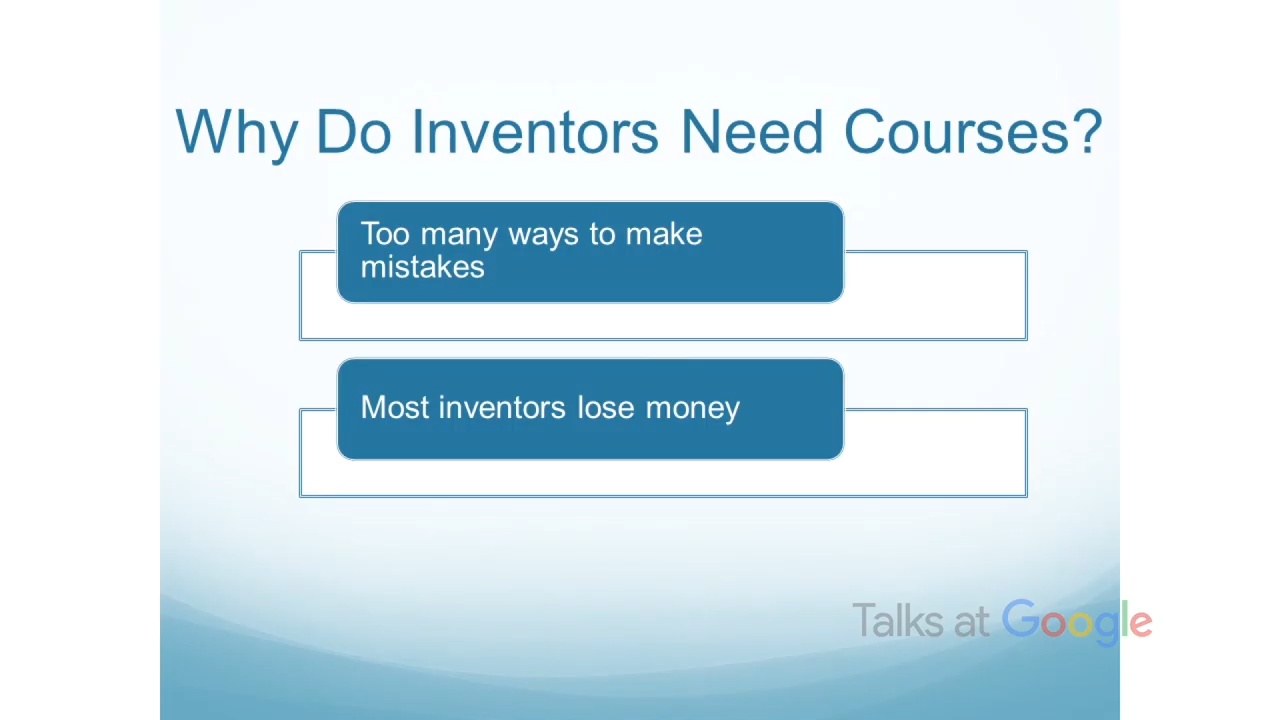 Why Do Inventors Need Courses?
Too many ways to make
mistakes
Most inventors lose money
Talks at Google